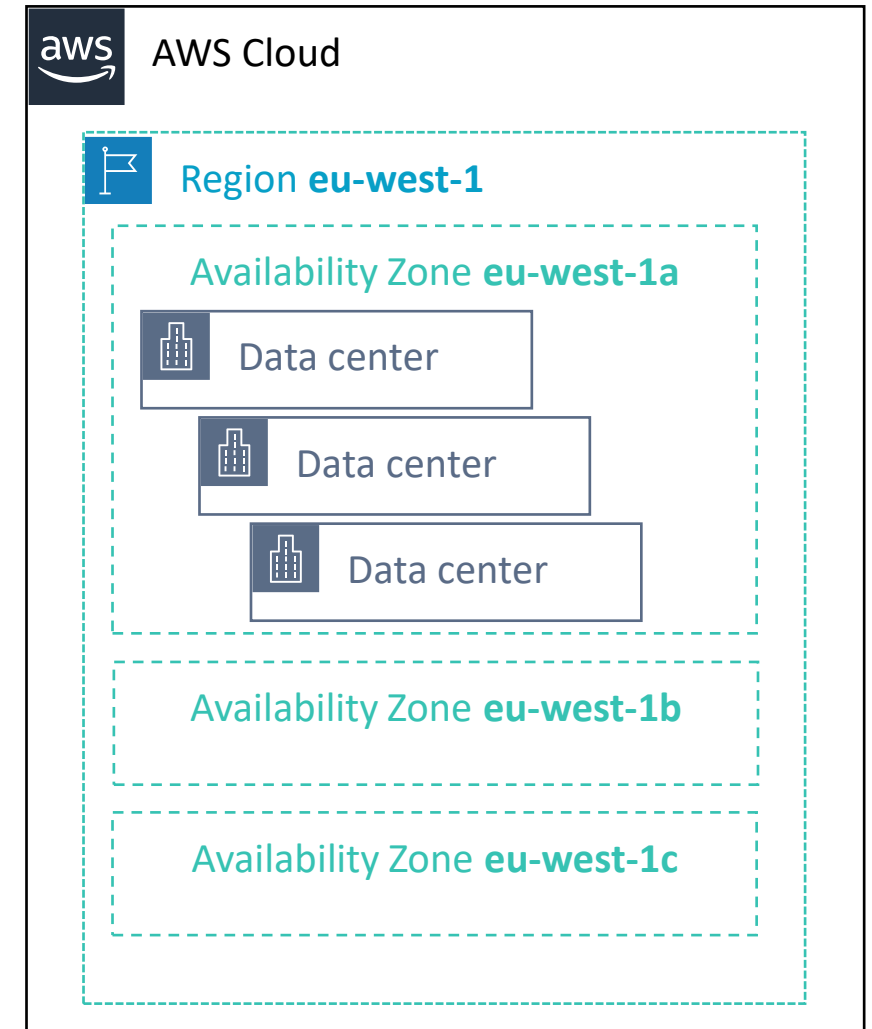 aws
AWS Cloud
Region eu-west-1
Availability Zone eu-west-1a
Data center
Data center
Data center
Availability Zone eu-west-1b
Availability Zone eu-west-1c